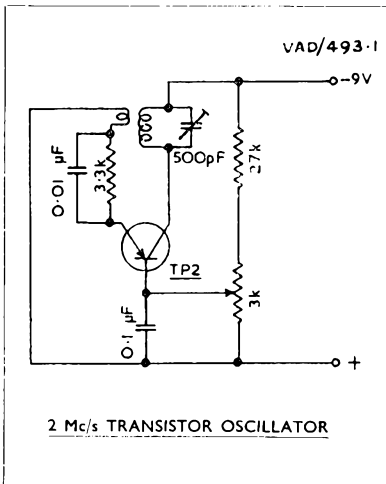 VAD/493·1
−9V
500pF
0·01 µF
3·3k
27k
TP2
3k
0·1 µF
+
2 Mc/s TRANSISTOR OSCILLATOR